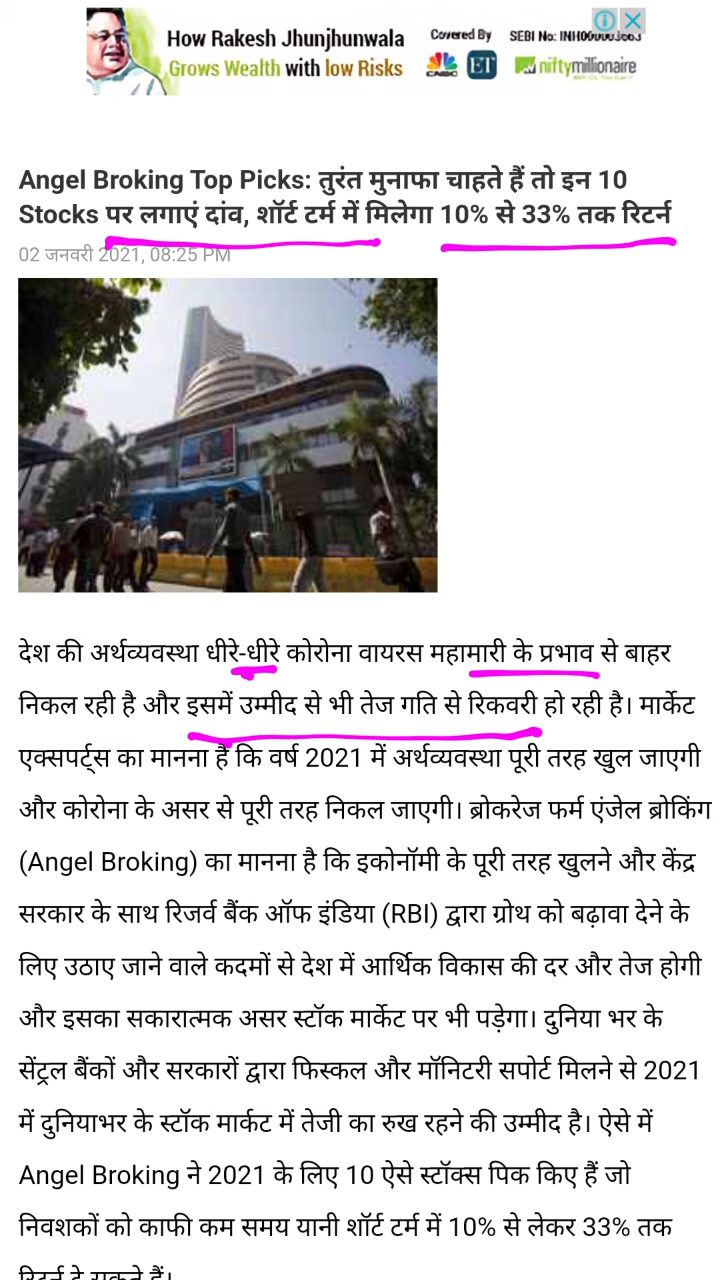 How Rakesh Jhunjhunwala
Grows Wealth with low Risks
Covered By
CNBC
ET
SEBI No:
niftymillionaire
Angel Broking Top Picks: तुरंत मुनाफा चाहते हैं तो इन 10
Stocks पर लगाएं दांव, शॉर्ट टर्म में मिलेगा 10% से 33% तक रिटर्न
02 जनवरी 2021, 08:25 PM
देश की अर्थव्यवस्था धीरे-धीरे कोरोना वायरस महामारी के प्रभाव से बाहर
निकल रही है और इसमें उम्मीद से भी तेज गति से रिकवरी हो रही है। मार्केट
एक्सपर्ट्स का मानना है कि वर्ष 2021 में अर्थव्यवस्था पूरी तरह खुल जाएगी
और कोरोना के असर से पूरी तरह निकल जाएगी। ब्रोकरेज फर्म एंजेल ब्रोकिंग
(Angel Broking) का मानना है कि इकोनॉमी के पूरी तरह खुलने और केंद्र
सरकार के साथ रिजर्व बैंक ऑफ इंडिया (RBI) द्वारा ग्रोथ को बढ़ावा देने के
लिए उठाए जाने वाले कदमों से देश में आर्थिक विकास की दर और तेज होगी
और इसका सकारात्मक असर स्टॉक मार्केट पर भी पड़ेगा। दुनिया भर के
सेंट्रल बैंकों और सरकारों द्वारा फिस्कल और मॉनिटरी सपोर्ट मिलने से 2021
में दुनियाभर के स्टॉक मार्कट में तेजी का रुख रहने की उम्मीद है। ऐसे में
Angel Broking ने 2021 के लिए 10 ऐसे स्टॉक्स पिक किए हैं जो
निवशकों को काफी कम समय यानी शॉर्ट टर्म में 10% से लेकर 33% तक
रिटर्न दे सकते हैं।